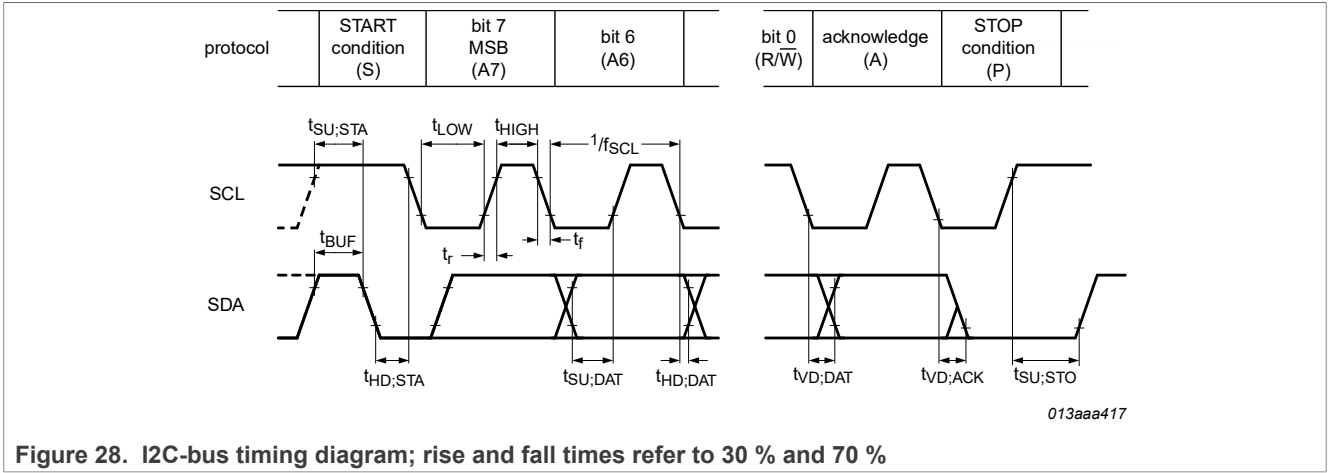 protocol
START
condition
(S)
bit 7
MSB
(A7)
bit 6
(A6)
bit 0
(R/W̅)
acknowledge
(A)
STOP
condition
(P)
tSU;STA
tLOW
tHIGH
1/fSCL
SCL
tBUF
tr
tf
SDA
tHD;STA
tSU;DAT
tHD;DAT
tVD;DAT
tVD;ACK
tSU;STO
013aaa417
Figure 28. I2C-bus timing diagram; rise and fall times refer to 30 % and 70 %